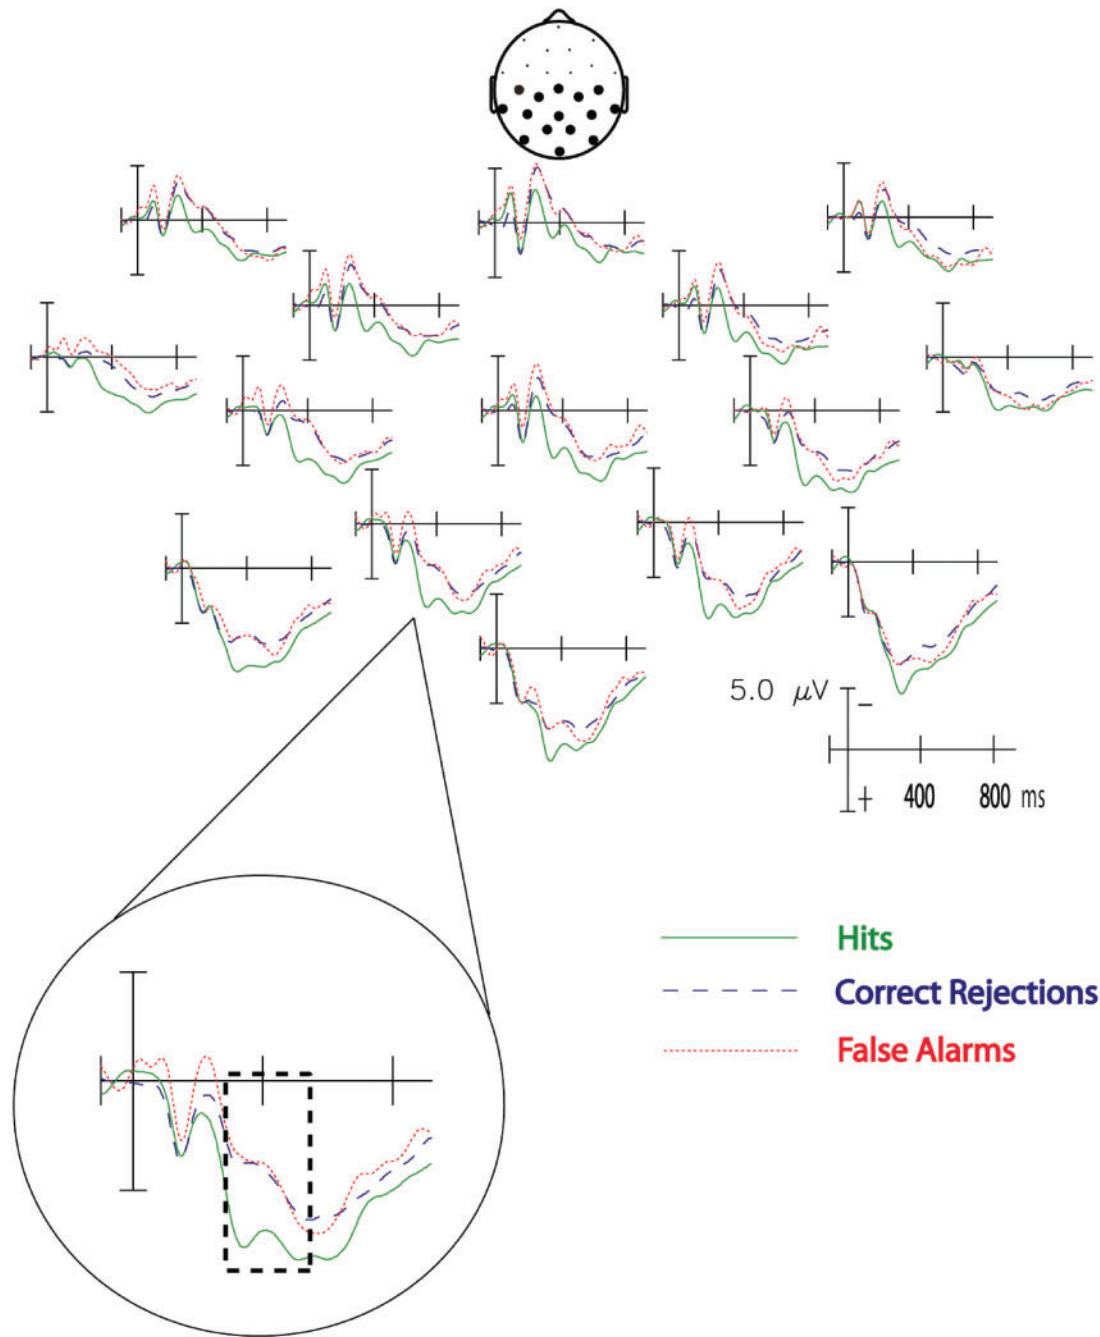 5.0 μV
−
+ 400 800 ms
Hits
Correct Rejections
False Alarms